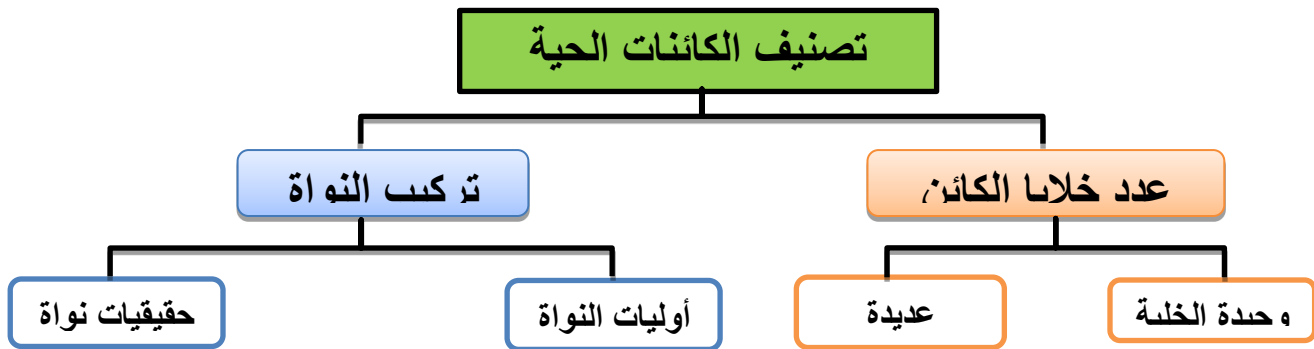 تصنيف الكائنات الحية
عدد خلايا الكائن
تركيب النواة
وحيدة الخلية
عديدة
أوليات النواة
حقيقيات نواة